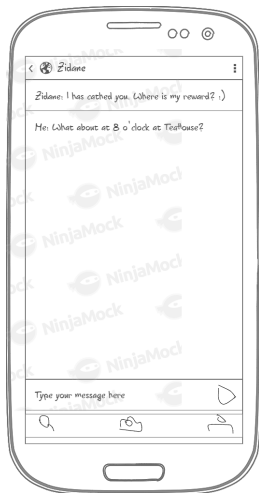 Zidane
Zidane: I has cathed you. Where is my reward? :)
Me: What about at 8 o'clock at TeaHouse?
NinjaMock
NinjaMock
NinjaMock
NinjaMock
NinjaMock
Type your message here